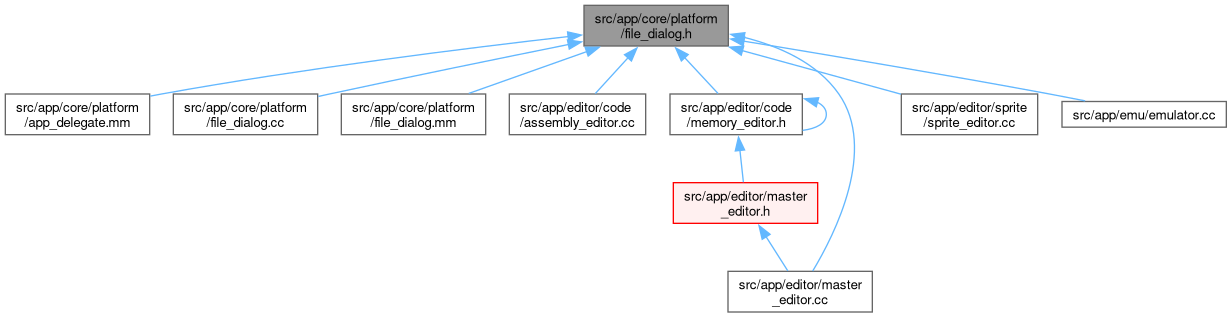 src/app/core/platform
/file_dialog.h
src/app/core/platform
/app_delegate.mm
src/app/core/platform
/file_dialog.cc
src/app/core/platform
/file_dialog.mm
src/app/editor/code
/assembly_editor.cc
src/app/editor/code
/memory_editor.h
src/app/editor/sprite
/sprite_editor.cc
src/app/emu/emulator.cc
src/app/editor/master
_editor.h
src/app/editor/master
_editor.cc